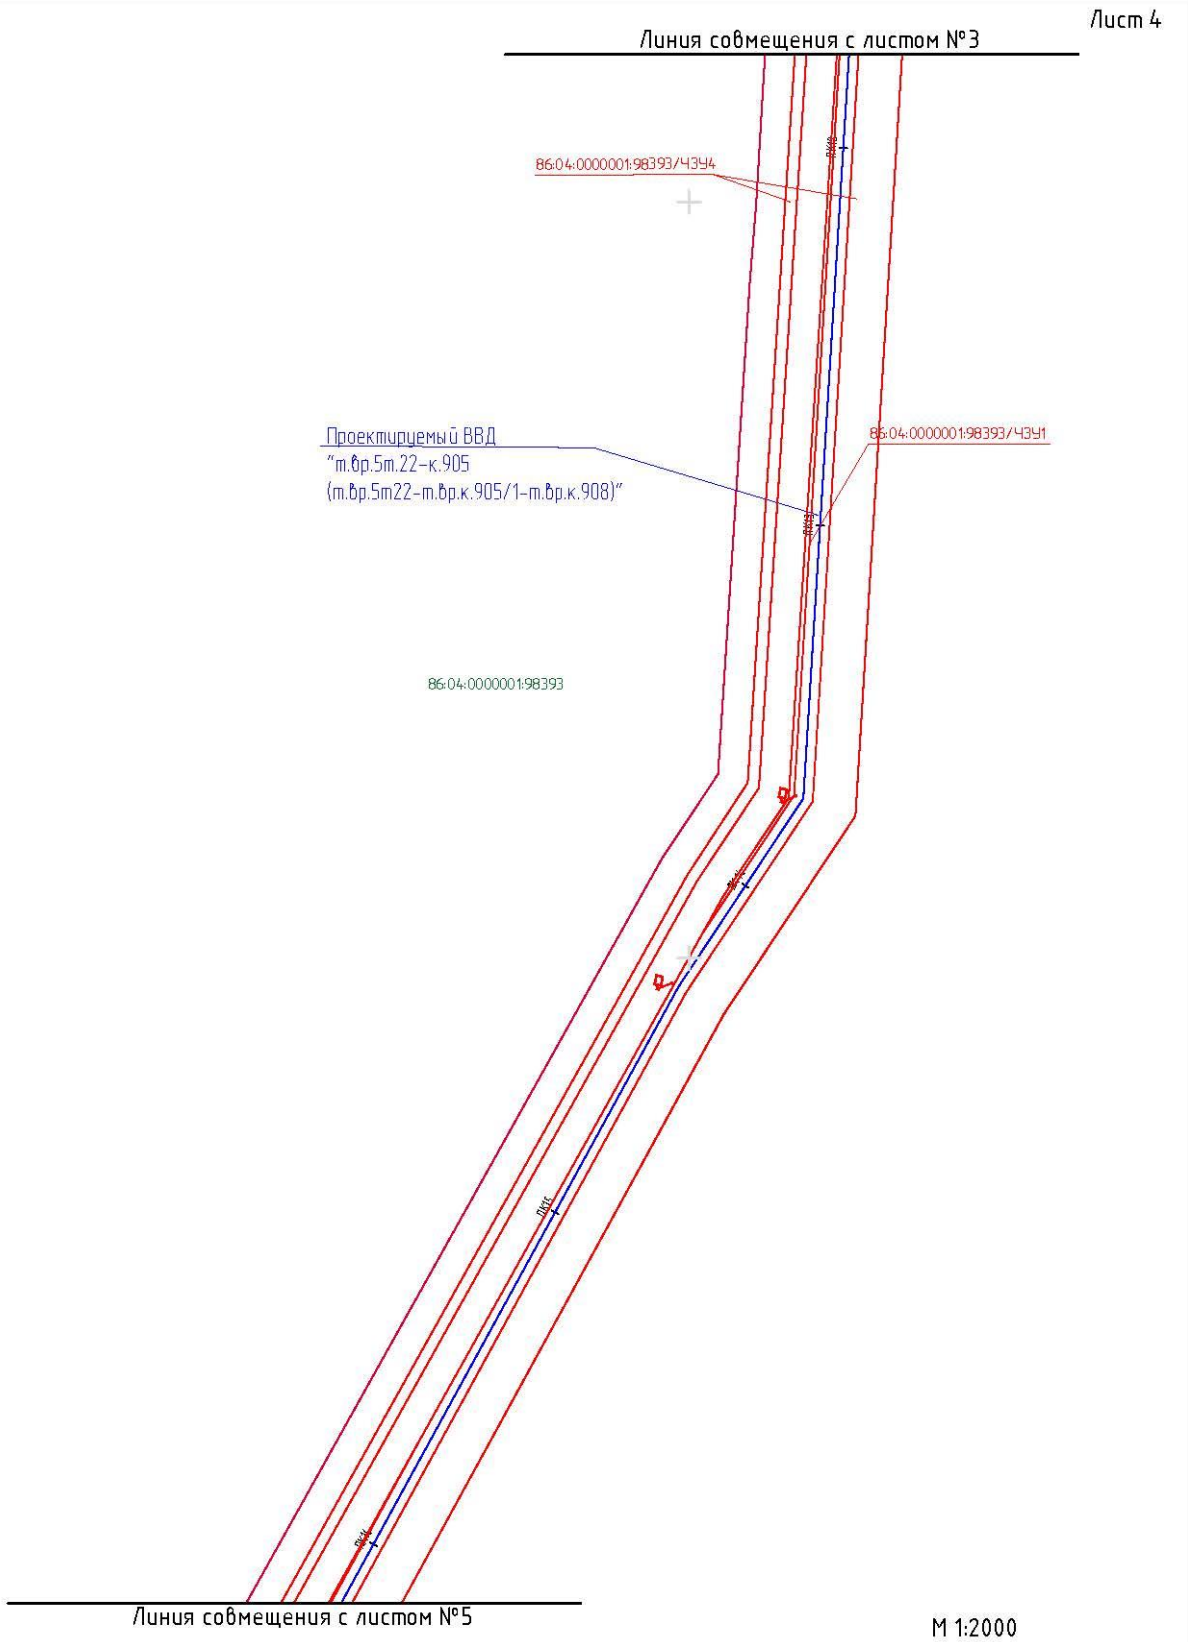 Лист 4
Линия совмещения с листом №3
86:04:0000001:98393/ЧЗУ4
86:04:0000001:98393/ЧЗУ1
Проектируемый ВВД
"т.вр.5т.22-к.905
(т.вр.5т22-т.вр.к.905/1-т.вр.к.908)"
86:04:0000001:98393
ПК15
Линия совмещения с листом №5
М 1:2000